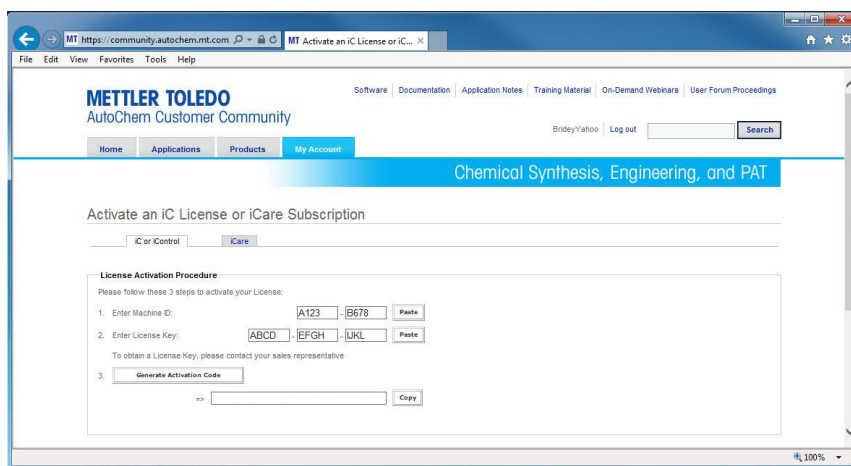 MT https://community.autochem.mt.com
MT Activate an iC License or iC... ×
File Edit View Favorites Tools Help
METTLER TOLEDO
AutoChem Customer Community
Software Documentation Application Notes Training Material On-Demand Webinars User Forum Proceedings
BrideyYahoo Log out Search
Home Applications Products My Account
Chemical Synthesis, Engineering, and PAT
Activate an iC License or iCare Subscription
iC or iControl iCare
License Activation Procedure
Please follow these 3 steps to activate your License:
1. Enter Machine ID: A123 - B678 Paste
2. Enter License Key: ABCD - EFGH - IJKL Paste
To obtain a License Key, please contact your sales representative
3. Generate Activation Code
=> Copy
100%